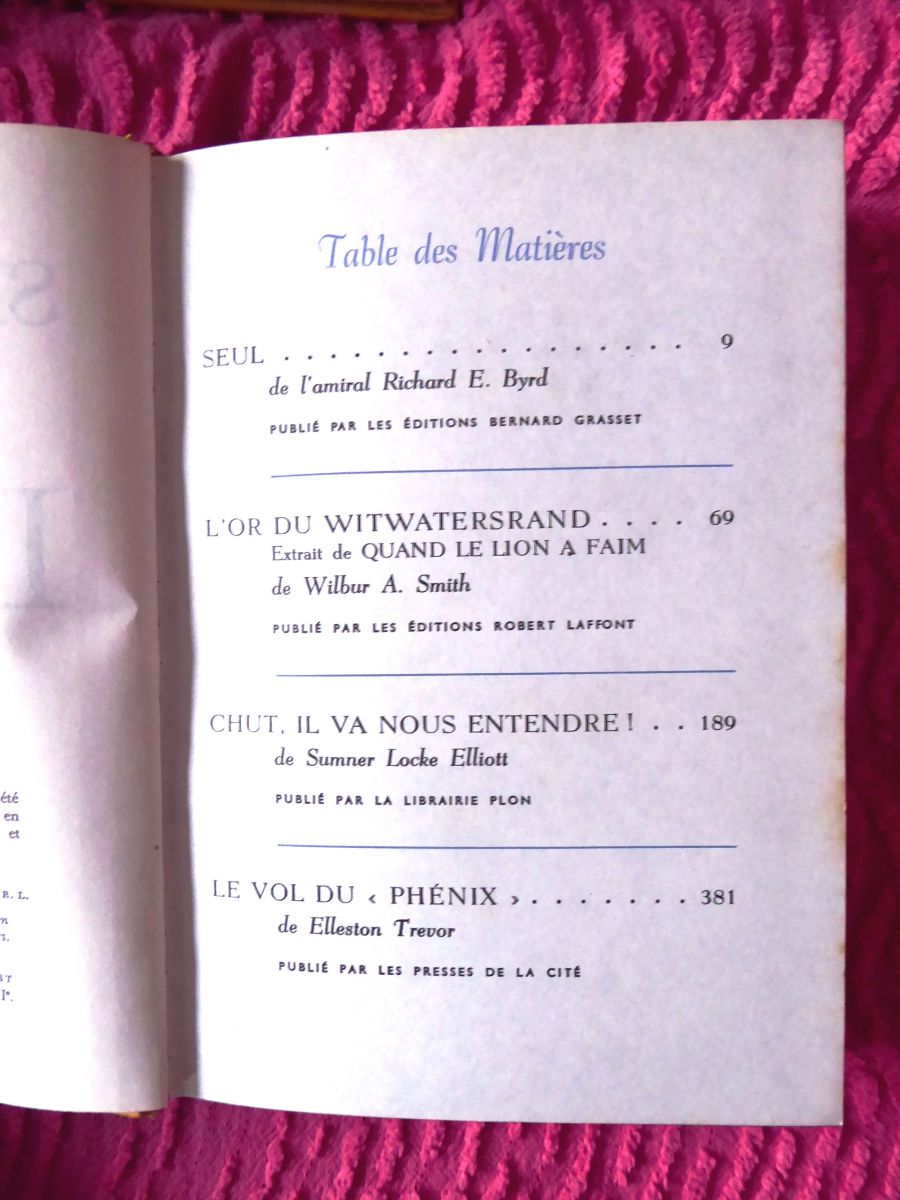 Table des Matières
SEUL . . . . . . . . . . . . . . . . . 9
de l'amiral Richard E. Byrd
PUBLIÉ PAR LES ÉDITIONS BERNARD GRASSET
L'OR DU WITWATERSRAND . . . . 69
Extrait de QUAND LE LION A FAIM
de Wilbur A. Smith
PUBLIÉ PAR LES ÉDITIONS ROBERT LAFFONT
CHUT, IL VA NOUS ENTENDRE ! . . 189
de Sumner Locke Elliott
PUBLIÉ PAR LA LIBRAIRIE PLON
LE VOL DU ‹ PHÉNIX › . . . . . . . 381
de Elleston Trevor
PUBLIÉ PAR LES PRESSES DE LA CITÉ
été
en
et
R. L.